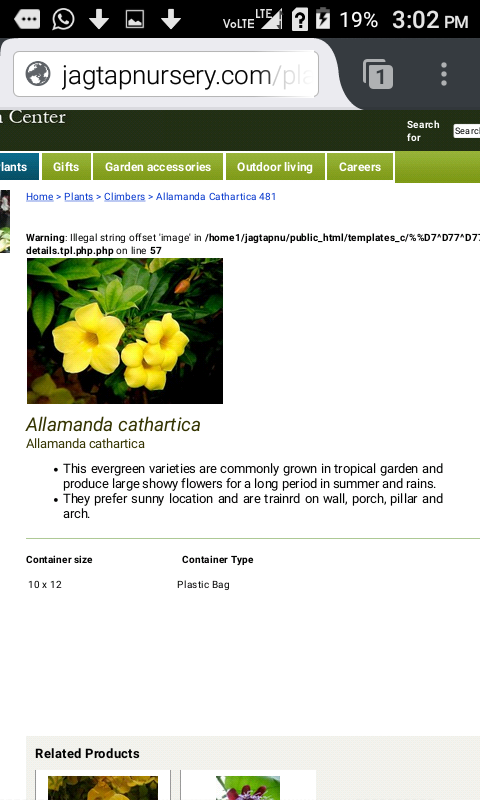 VoLTE LTE 19% 3:02 PM
jagtapnursery.com/pla
1
n Center
Search
for
Searc
lants Gifts Garden accessories Outdoor living Careers
Home > Plants > Climbers > Allamanda Cathartica 481
Warning: Illegal string offset 'image' in /home1/jagtapnu/public_html/templates_c/%%D7^D77^D77
details.tpl.php.php on line 57
Allamanda cathartica
Allamanda cathartica
• This evergreen varieties are commonly grown in tropical garden and
produce large showy flowers for a long period in summer and rains.
• They prefer sunny location and are trainrd on wall, porch, pillar and
arch.
Container size Container Type
10 x 12 Plastic Bag
Related Products